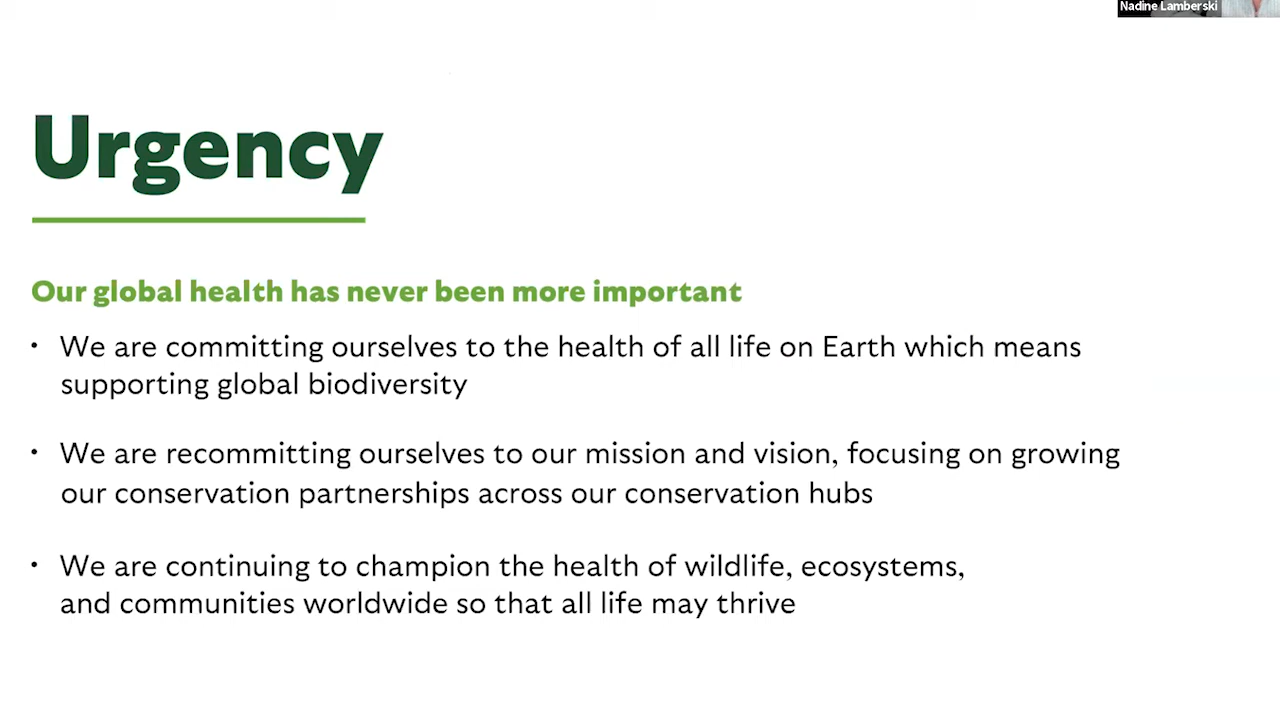 Nadine Lamberski
Urgency
Our global health has never been more important
• We are committing ourselves to the health of all life on Earth which means
supporting global biodiversity
• We are recommitting ourselves to our mission and vision, focusing on growing
our conservation partnerships across our conservation hubs
• We are continuing to champion the health of wildlife, ecosystems,
and communities worldwide so that all life may thrive